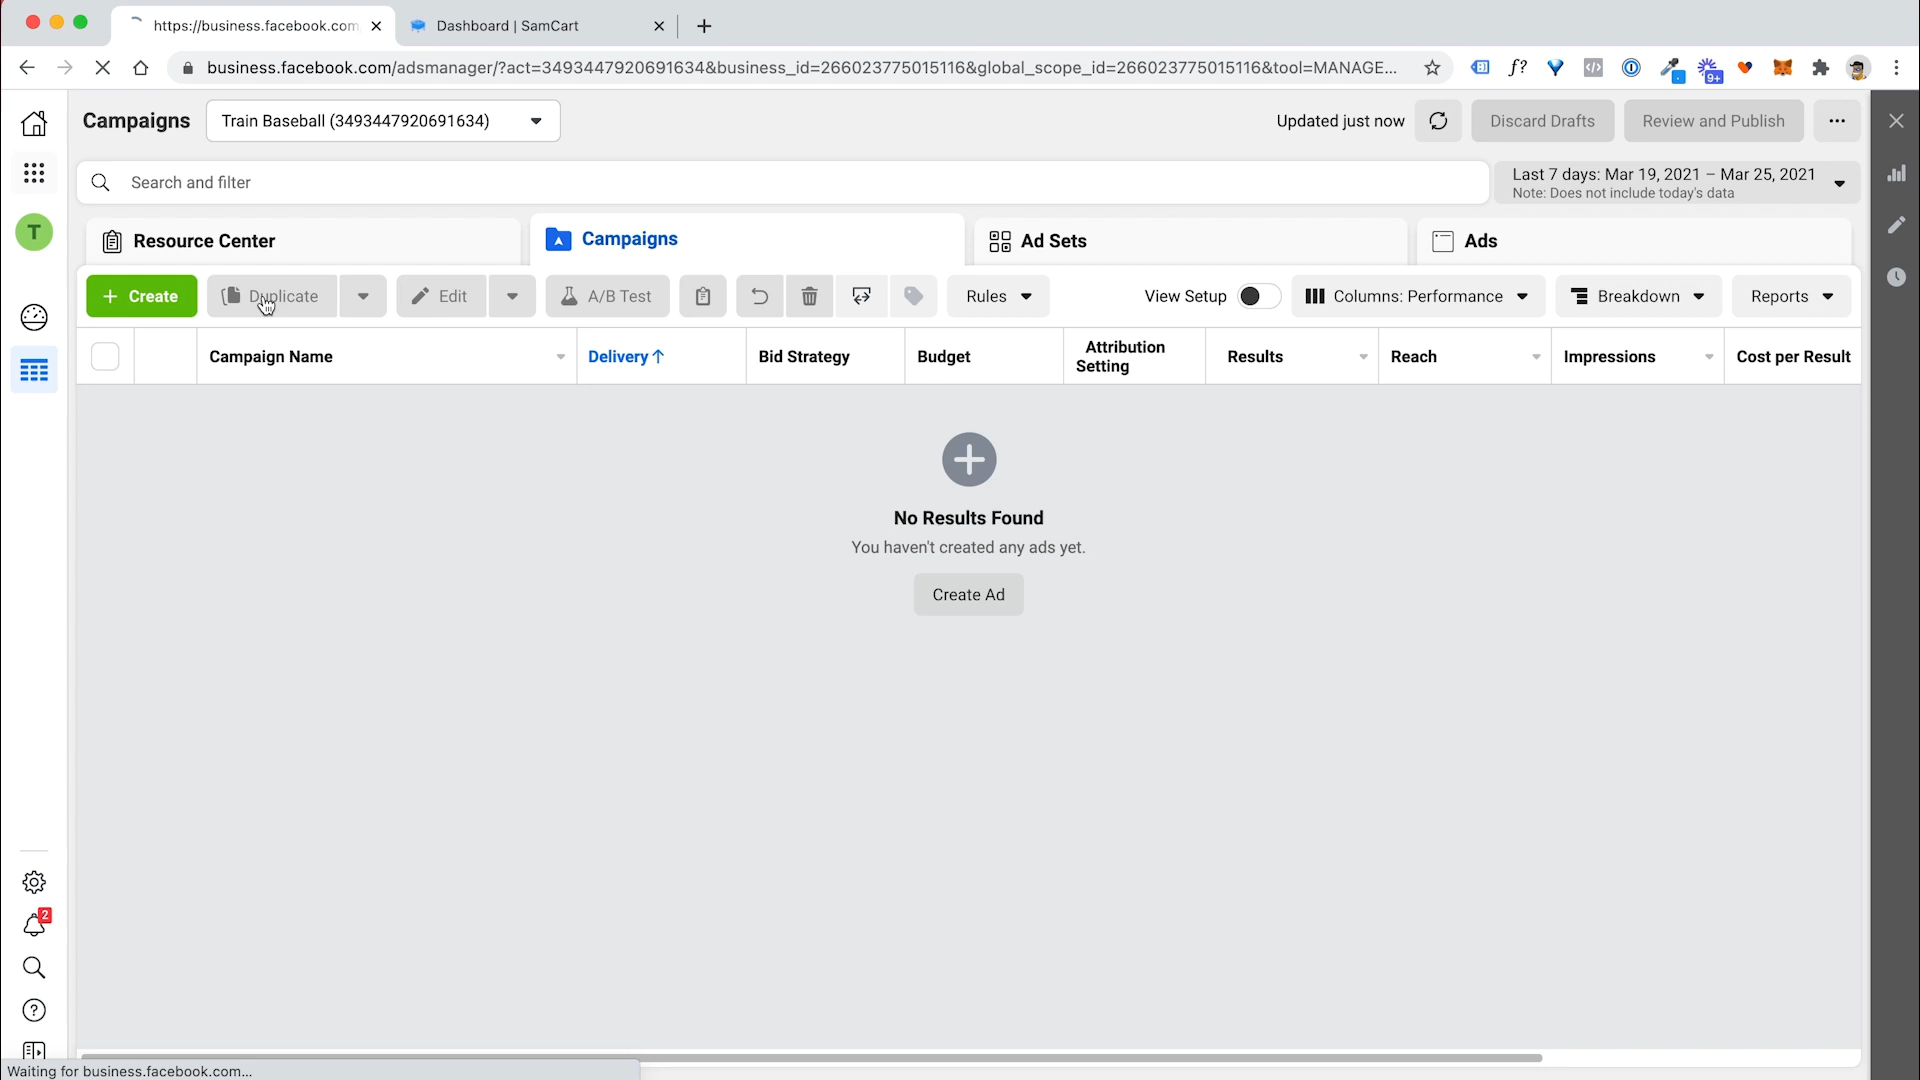 https://business.facebook.com
Dashboard | SamCart
business.facebook.com/adsmanager/?act=3493447920691634&business_id=266023775015116&global_scope_id=266023775015116&tool=MANAGE...
f?
9+
Campaigns
Train Baseball (3493447920691634)
Updated just now
Discard Drafts
Review and Publish
Search and filter
Last 7 days: Mar 19, 2021 – Mar 25, 2021
Note: Does not include today's data
T
Resource Center
Campaigns
Ad Sets
Ads
+ Create
Duplicate
Edit
A/B Test
Rules
View Setup
Columns: Performance
Breakdown
Reports
Campaign Name
Delivery↑
Bid Strategy
Budget
Attribution
Setting
Results
Reach
Impressions
Cost per Result
No Results Found
You haven't created any ads yet.
Create Ad
2
Waiting for business.facebook.com...